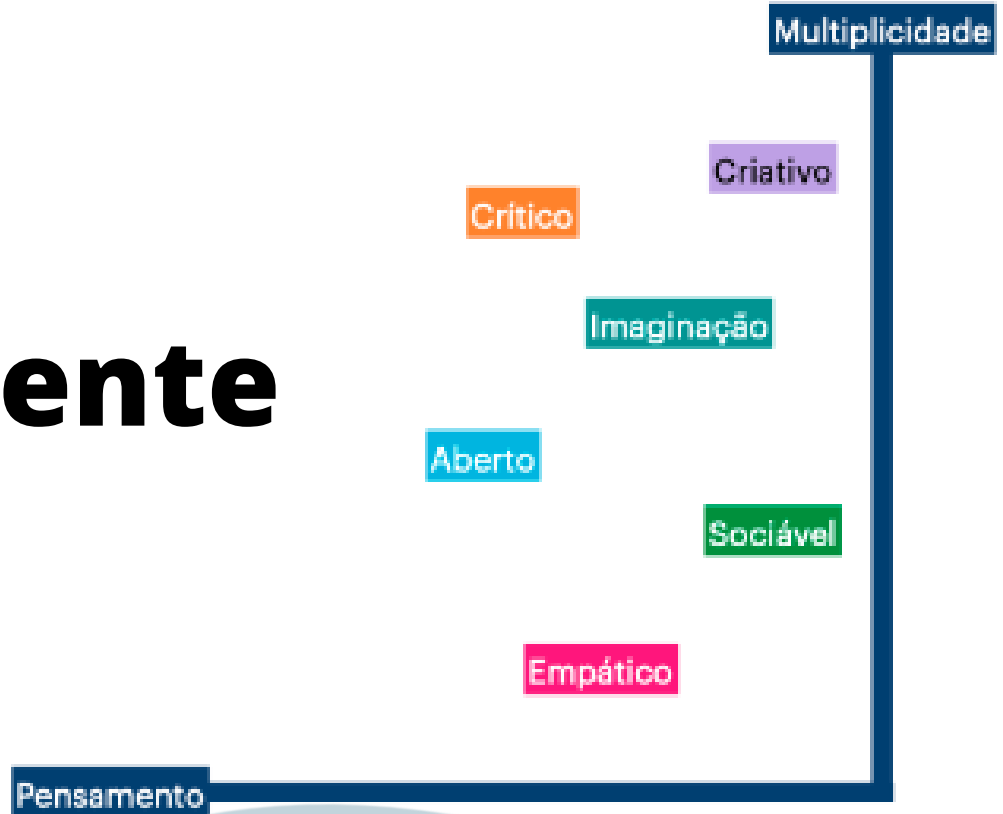 Multiplicidade
Criativo
Crítico
Imaginação
ente
Aberto
Sociável
Empático
Pensamento